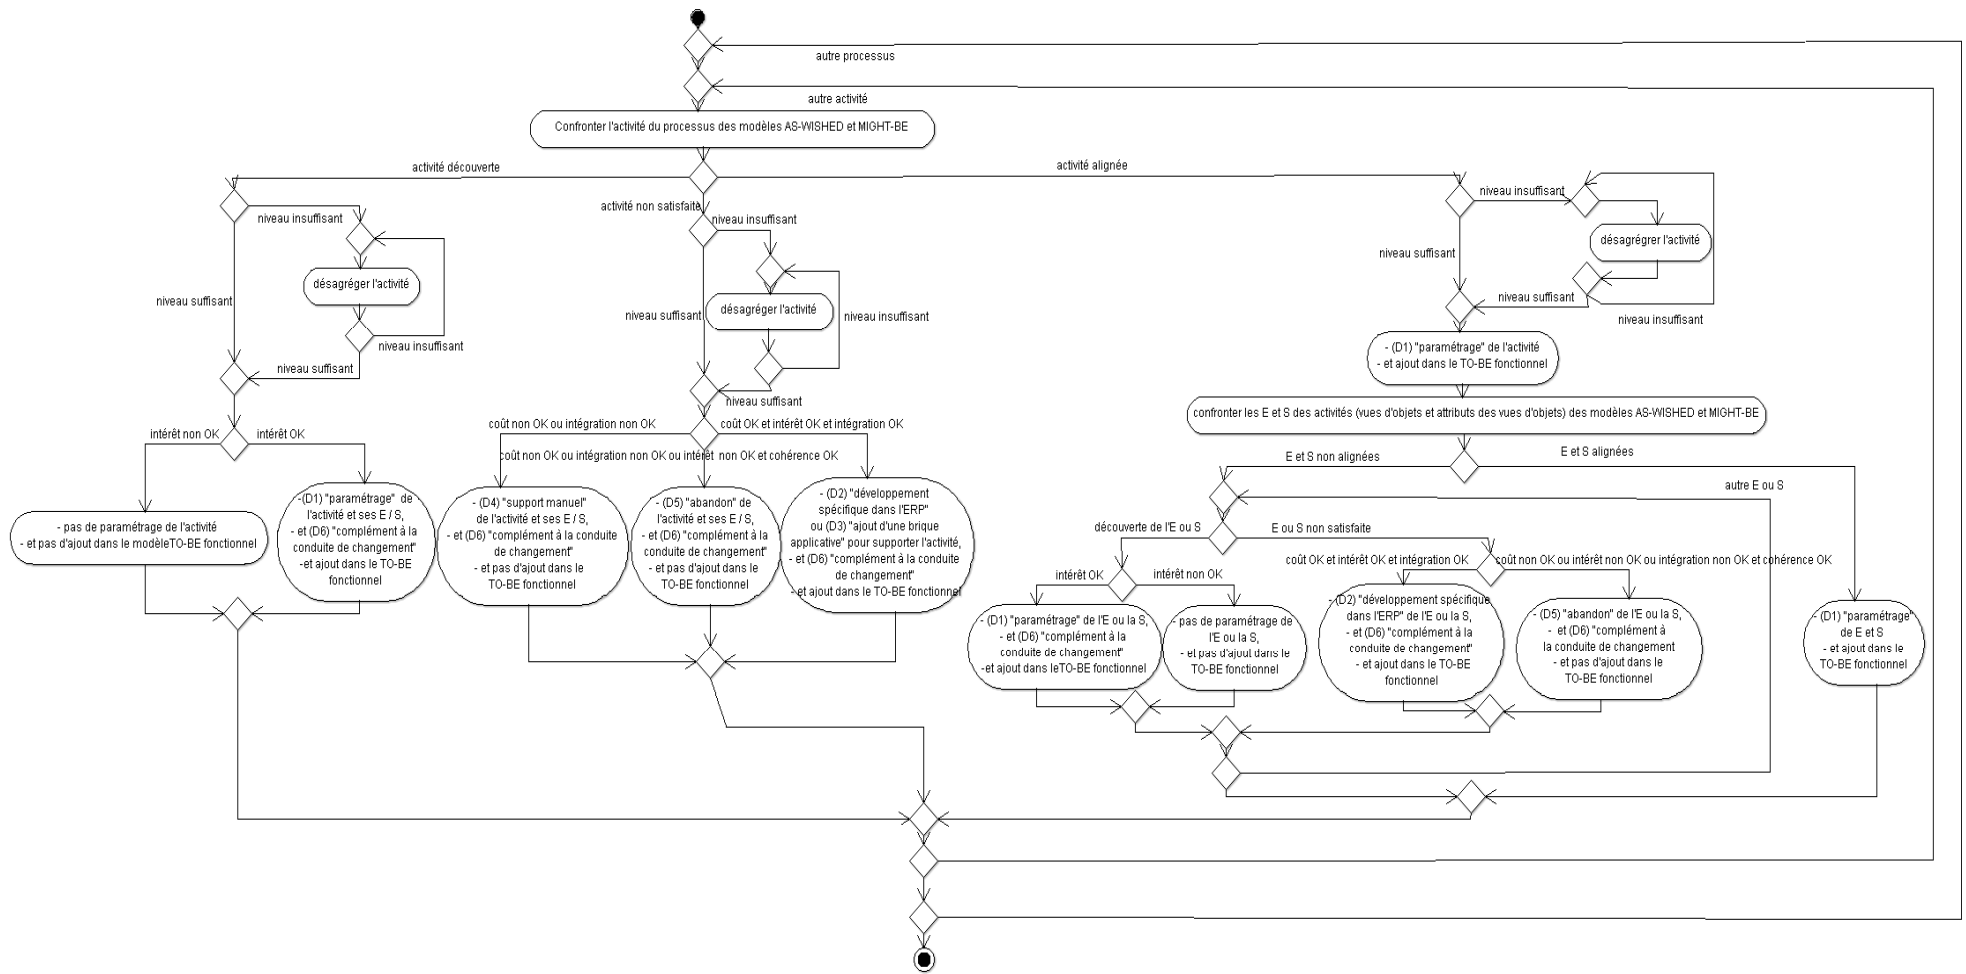 autre processus
autre activité
Confronter l'activité du processus des modèles AS-WISHED et MIGHT-BE
activité découverte
activité alignée
activité non satisfaite
niveau insuffisant
désagréger l'activité
niveau suffisant
niveau insuffisant
niveau suffisant
niveau insuffisant
désagréger l'activité
niveau suffisant
niveau insuffisant
niveau suffisant
niveau insuffisant
désagrégrer l'activité
niveau suffisant
niveau suffisant
niveau insuffisant
- (D1) "paramétrage" de l'activité
- et ajout dans le TO-BE fonctionnel
confronter les E et S des activités (vues d'objets et attributs des vues d'objets) des modèles AS-WISHED et MIGHT-BE
intérêt non OK
intérêt OK
coût non OK ou intégration non OK
coût OK et intérêt OK et intégration OK
coût non OK ou intégration non OK ou intérêt non OK et cohérence OK
E et S non alignées
E et S alignées
autre E ou S
- pas de paramétrage de l'activité
- et pas d'ajout dans le modèleTO-BE fonctionnel
-(D1) "paramétrage" de
l'activité et ses E / S,
- et (D6) "complément à la
conduite de changement"
-et ajout dans le TO-BE
fonctionnel
- (D4) "support manuel"
de l'activité et ses E / S,
- et (D6) "complément à la conduite
de changement"
- et pas d'ajout dans le
TO-BE fonctionnel
- (D5) "abandon" de
l'activité et ses E / S,
- et (D6) "complément à la
conduite de changement"
- et pas d'ajout dans le
TO-BE fonctionnel
- (D2) "développement
spécifique dans l'ERP"
ou (D3) "ajout d'une brique
applicative" pour supporter l'activité,
- et (D6) "complément à la conduite
de changement"
- et ajout dans le TO-BE fonctionnel
découverte de l'E ou S
E ou S non satisfaite
intérêt OK
intérêt non OK
coût OK et intérêt OK et intégration OK
coût non OK ou intérêt non OK ou intégration non OK et cohérence OK
- (D1) "paramétrage" de l'E ou la S,
- et (D6) "complément à la
conduite de changement"
-et ajout dans leTO-BE fonctionnel
- pas de paramétrage de
l'E ou la S,
- et pas d'ajout dans le
TO-BE fonctionnel
- (D2) "développement spécifique
dans l'ERP" de l'E ou la S,
- et (D6) "complément à la
conduite de changement"
- et ajout dans le TO-BE
fonctionnel
- (D5) "abandon" de l'E ou la S,
- et (D6) "complément à
la conduite de changement
- et pas d'ajout dans le
TO-BE fonctionnel
- (D1) "paramétrage"
de E et S
- et ajout dans le
TO-BE fonctionnel